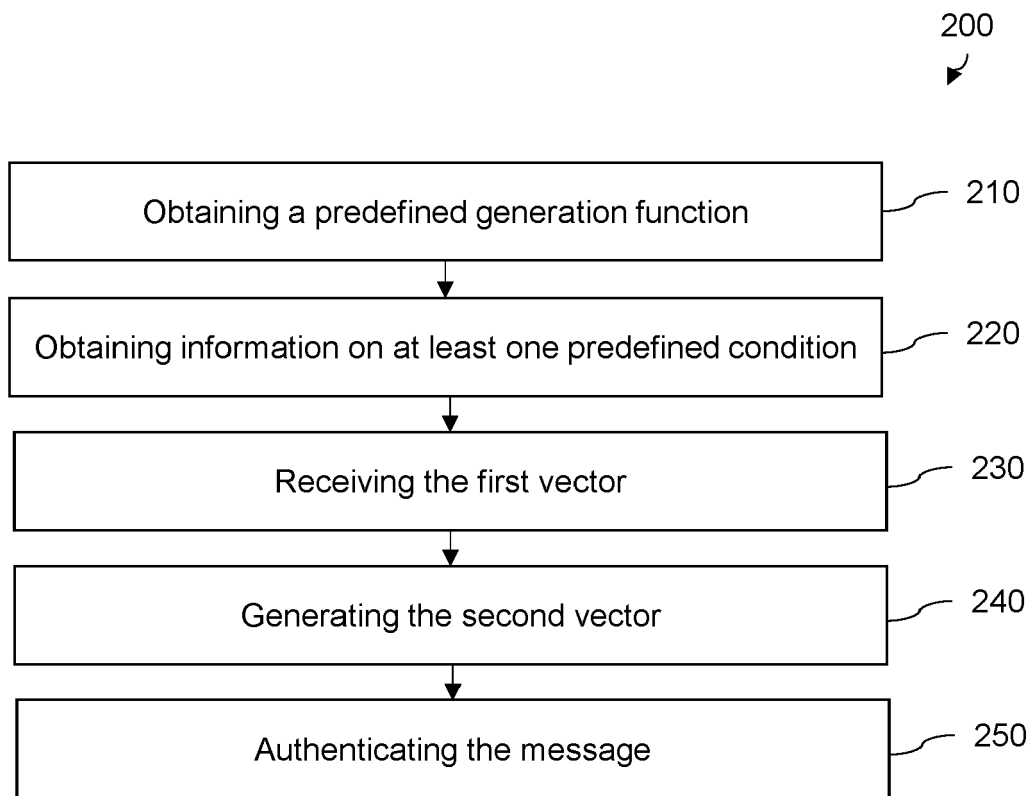 200
Obtaining a predefined generation function
210
Obtaining information on at least one predefined condition
220
Receiving the first vector
230
Generating the second vector
240
Authenticating the message
250